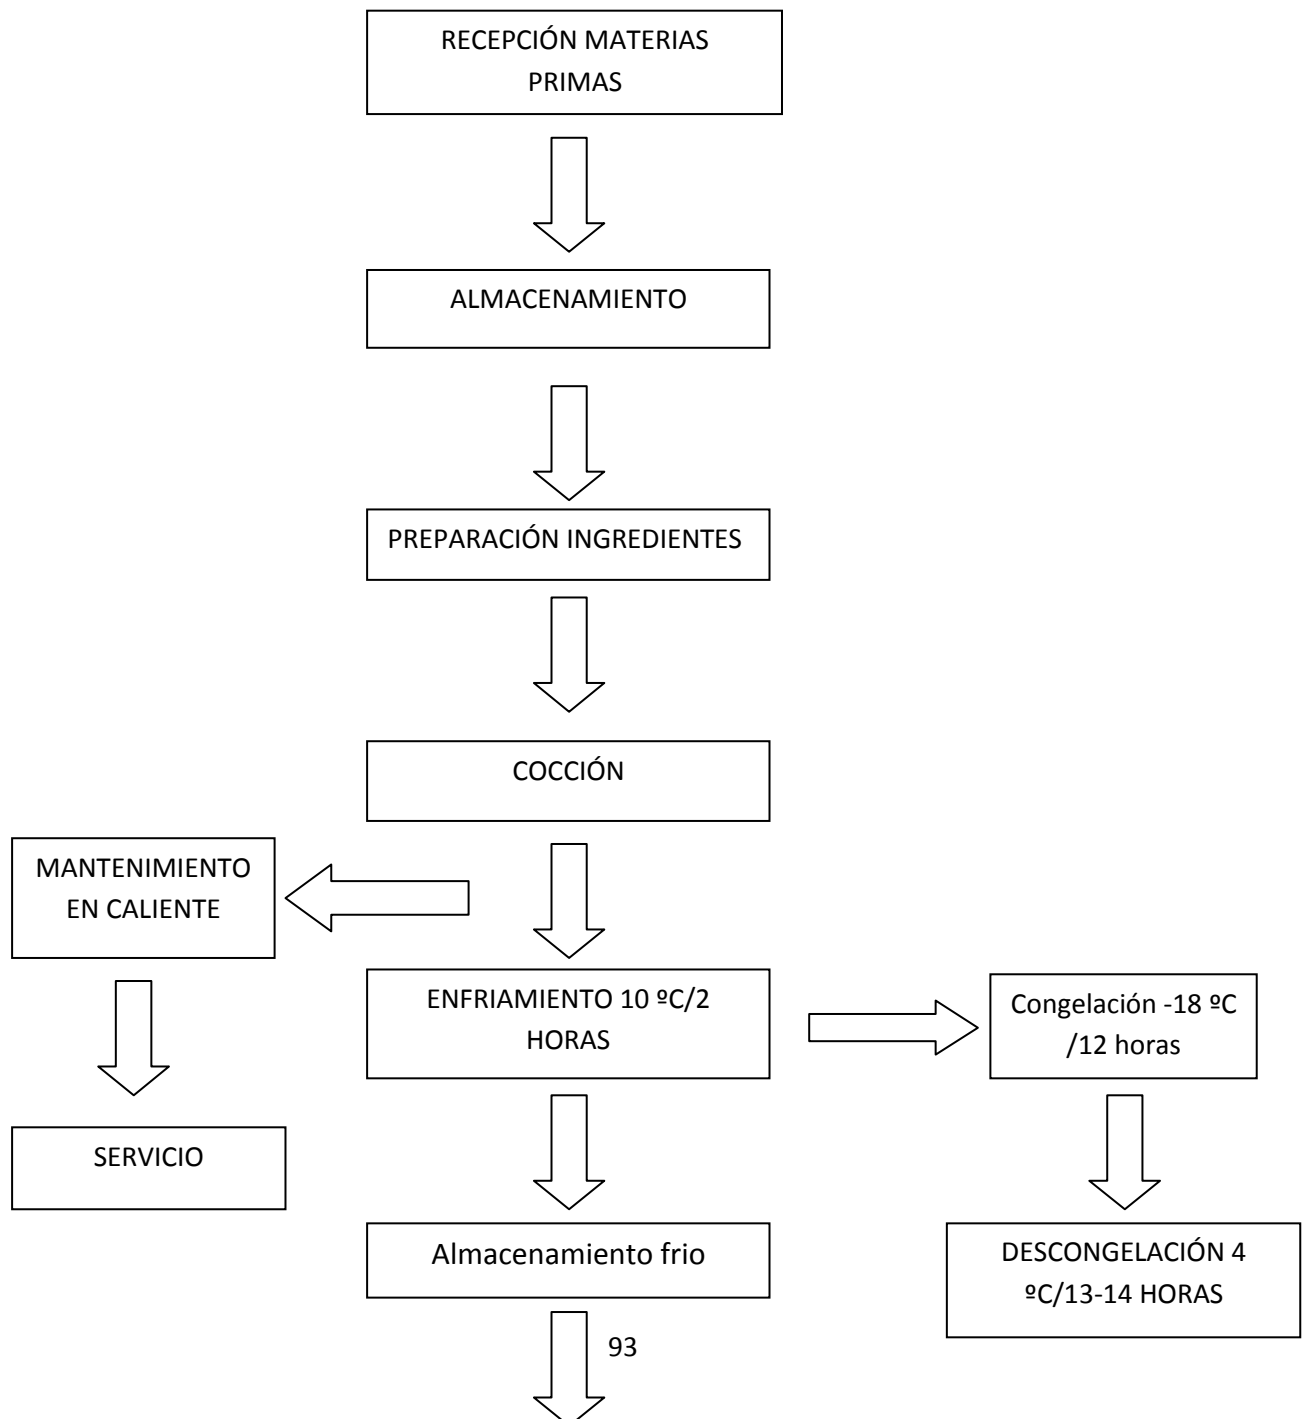 RECEPCIÓN MATERIAS
PRIMAS
ALMACENAMIENTO
PREPARACIÓN INGREDIENTES
COCCIÓN
MANTENIMIENTO
EN CALIENTE
ENFRIAMIENTO 10 ºC/2
HORAS
Congelación -18 ºC
/12 horas
SERVICIO
Almacenamiento frio
DESCONGELACIÓN 4
ºC/13-14 HORAS
93